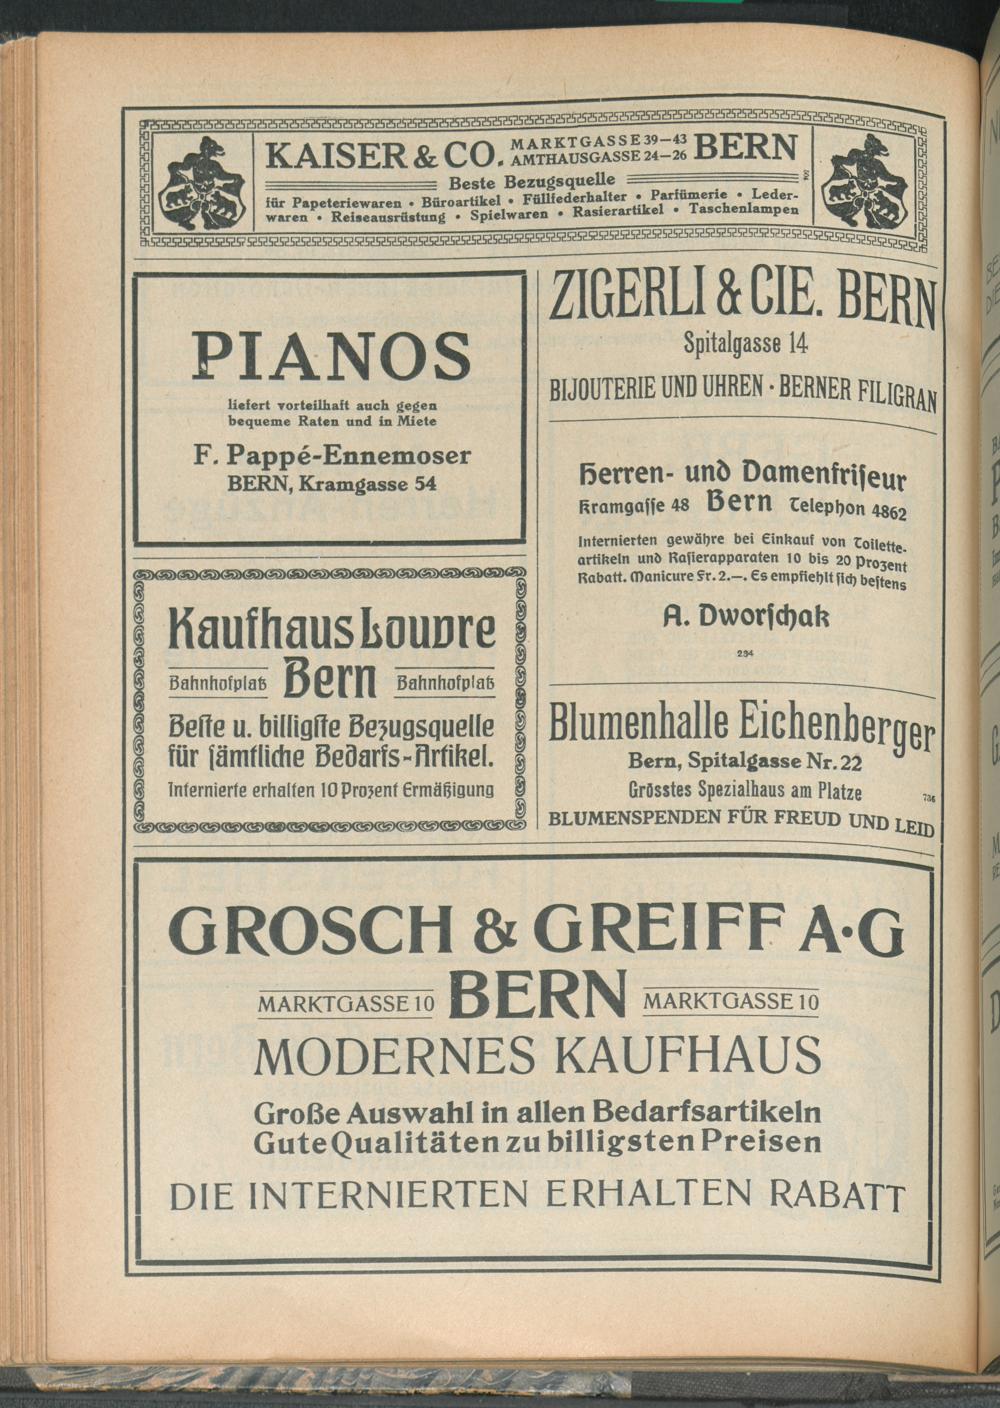 KAISER & CO. MARKTGASSE 39–43 BERN
AMTHAUSGASSE 24–26
Beste Bezugsquelle
für Papeteriewaren • Büroartikel • Füllfederhalter • Parfümerie • Leder-
waren • Reiseausrüstung • Spielwaren • Rasierartikel • Taschenlampen
PIANOS
liefert vorteilhaft auch gegen
bequeme Raten und in Miete
F. Pappé-Ennemoser
BERN, Kramgasse 54
Kaufhaus Louvre
Bahnhofplatz Bern Bahnhofplatz
Beste u. billigste Bezugsquelle
für sämtliche Bedarfs-Artikel.
Internierte erhalten 10 Prozent Ermäßigung
ZIGERLI & CIE. BERN
Spitalgasse 14
BIJOUTERIE UND UHREN · BERNER FILIGRAN
Herren- und Damenfriseur
Kramgasse 48 Bern Telephon 4862
Internierten gewähre bei Einkauf von Toilette-
artikeln und Rasierapparaten 10 bis 20 Prozent
Rabatt. Manicure Fr. 2.—. Es empfiehlt sich bestens
A. Dworschak
234
Blumenhalle Eichenberger
Bern, Spitalgasse Nr. 22
Grösstes Spezialhaus am Platze
736
BLUMENSPENDEN FÜR FREUD UND LEID
GROSCH & GREIFF A·G
MARKTGASSE 10 BERN MARKTGASSE 10
MODERNES KAUFHAUS
Große Auswahl in allen Bedarfsartikeln
Gute Qualitäten zu billigsten Preisen
DIE INTERNIERTEN ERHALTEN RABATT